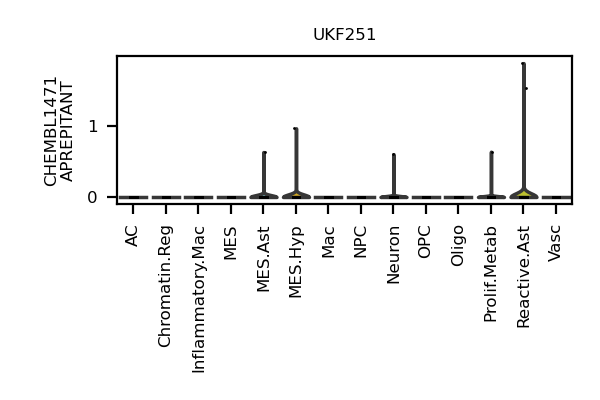 UKF251
CHEMBL1471
APREPITANT
1
0
AC
Chromatin.Reg
Inflammatory.Mac
MES
MES.Ast
MES.Hyp
Mac
NPC
Neuron
OPC
Oligo
Prolif.Metab
Reactive.Ast
Vasc